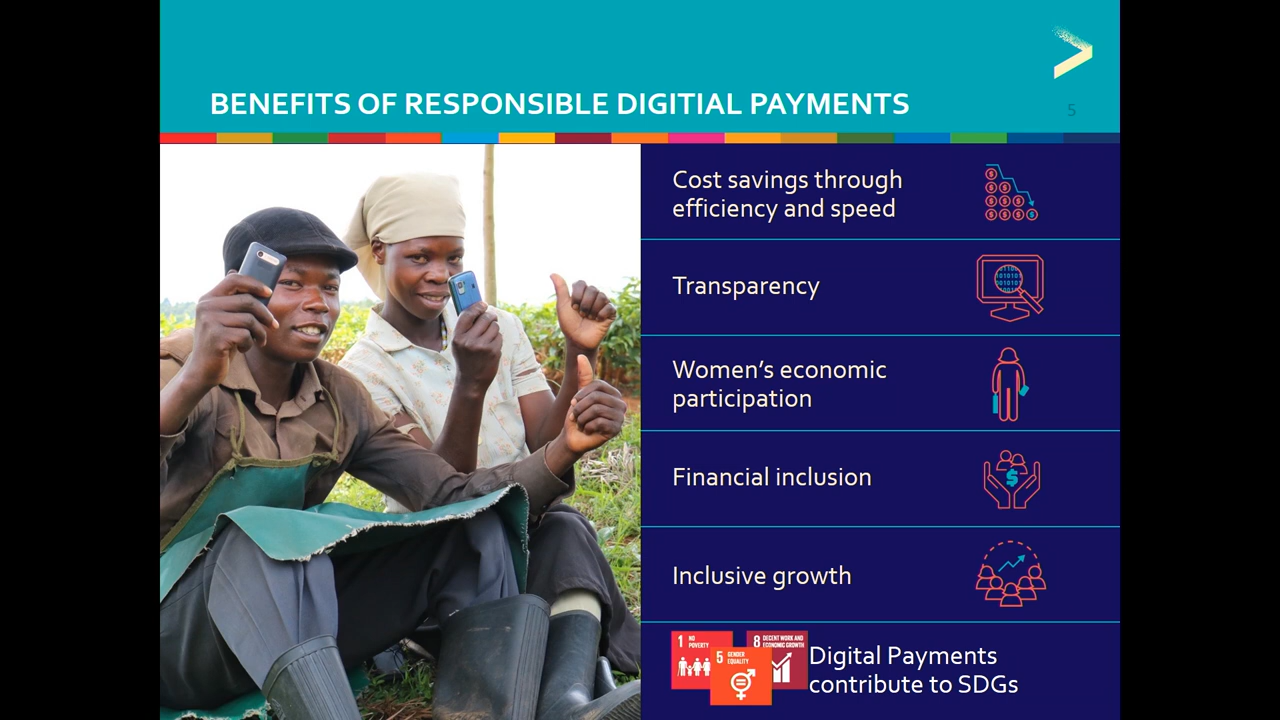 BENEFITS OF RESPONSIBLE DIGITIAL PAYMENTS
5
Cost savings through
efficiency and speed
Transparency
Women's economic
participation
Financial inclusion
Inclusive growth
1 NO
POVERTY
5 GENDER
EQUALITY
8 DECENT WORK AND
ECONOMIC GROWTH
Digital Payments
contribute to SDGs